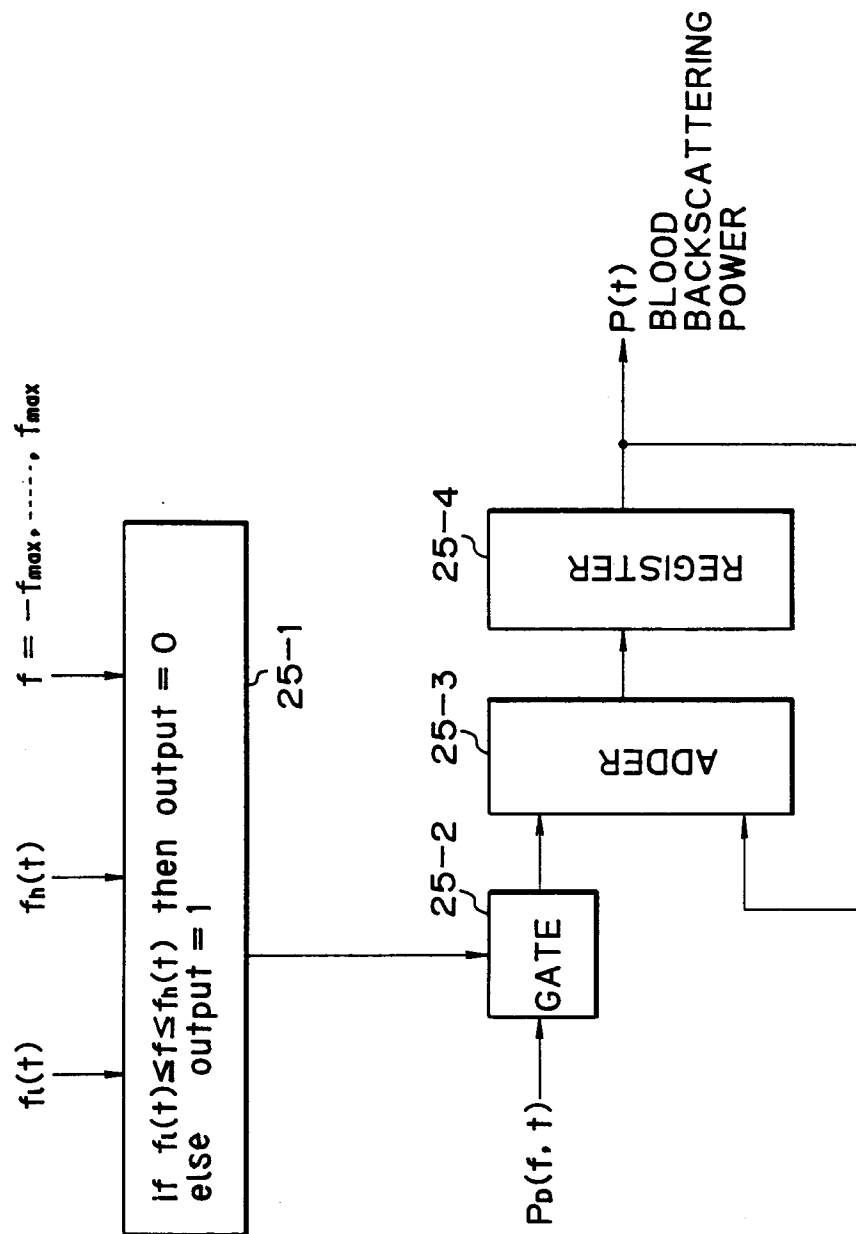 fl(t)
fh(t)
f = −fmax, -----, fmax
if fl(t)≤f≤fh(t) then output = 0
else output = 1
25-1
PD(f, t)
GATE
25-2
ADDER
25-3
REGISTER
25-4
P(t)
BLOOD
BACKSCATTERING
POWER